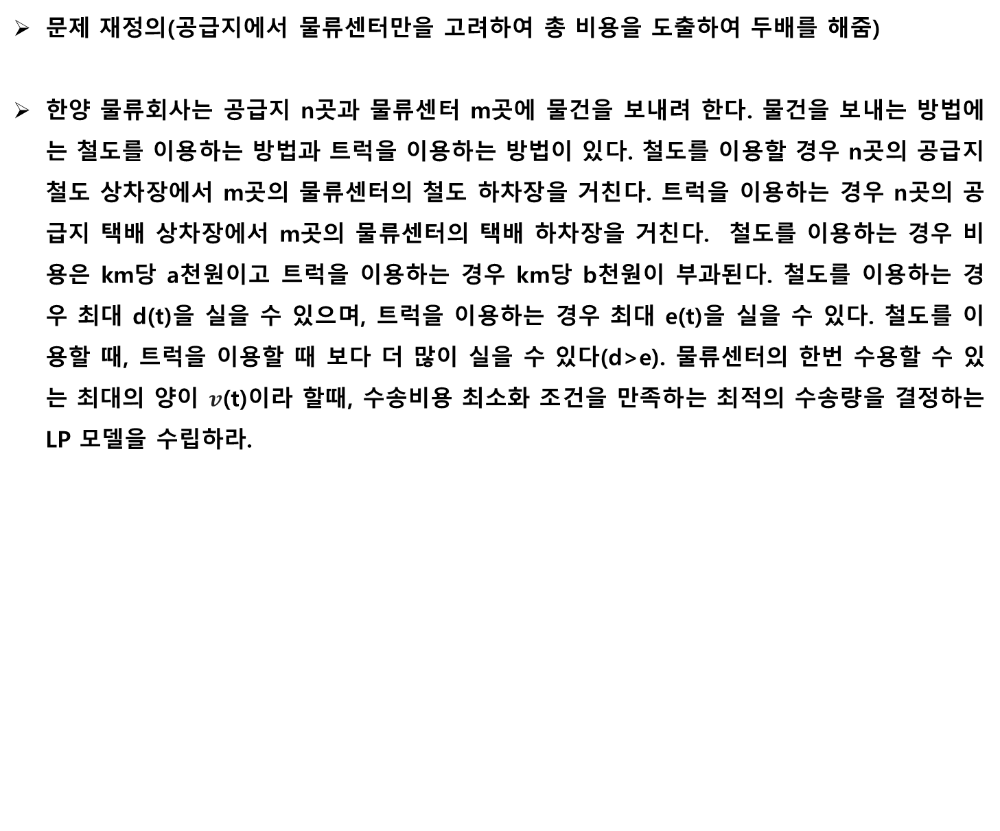 ➢ 문제 재정의(공급지에서 물류센터만을 고려하여 총 비용을 도출하여 두배를 해줌)
➢ 한양 물류회사는 공급지 n곳과 물류센터 m곳에 물건을 보내려 한다. 물건을 보내는 방법에
는 철도를 이용하는 방법과 트럭을 이용하는 방법이 있다. 철도를 이용할 경우 n곳의 공급지
철도 상차장에서 m곳의 물류센터의 철도 하차장을 거친다. 트럭을 이용하는 경우 n곳의 공
급지 택배 상차장에서 m곳의 물류센터의 택배 하차장을 거친다. 철도를 이용하는 경우 비
용은 km당 a천원이고 트럭을 이용하는 경우 km당 b천원이 부과된다. 철도를 이용하는 경
우 최대 d(t)을 실을 수 있으며, 트럭을 이용하는 경우 최대 e(t)을 실을 수 있다. 철도를 이
용할 때, 트럭을 이용할 때 보다 더 많이 실을 수 있다(d>e). 물류센터의 한번 수용할 수 있
는 최대의 양이 𝑣(t)이라 할때, 수송비용 최소화 조건을 만족하는 최적의 수송량을 결정하는
LP 모델을 수립하라.